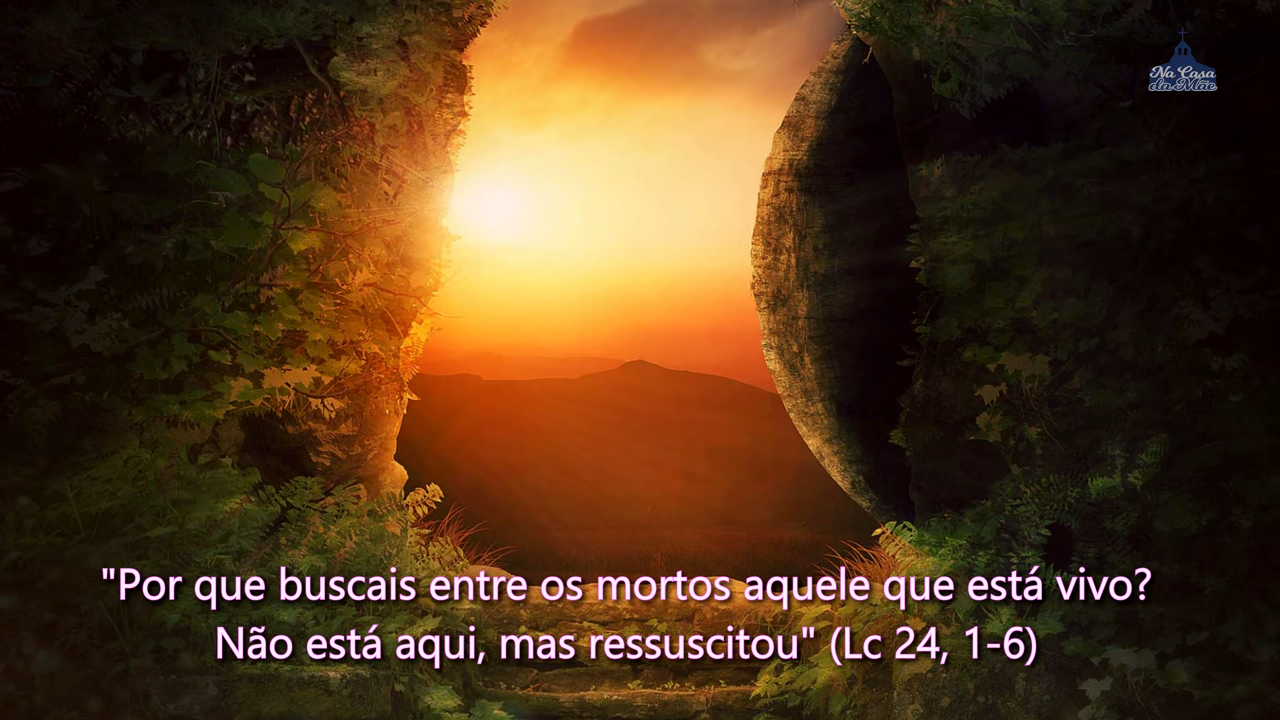 Na Casa
da Mãe
"Por que buscais entre os mortos aquele que está vivo?
Não está aqui, mas ressuscitou" (Lc 24, 1-6)